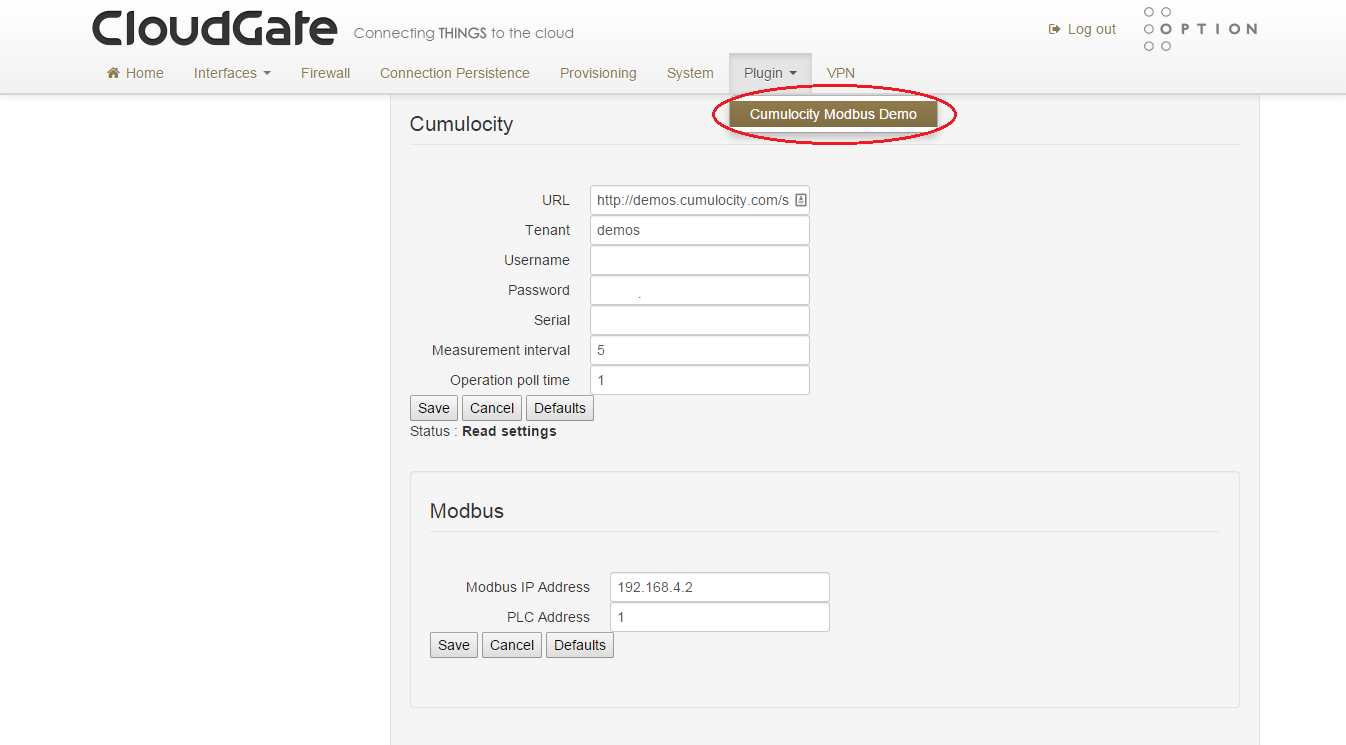 CloudGate Connecting THINGS to the cloud
Log out
OPTION
Home Interfaces Firewall Connection Persistence Provisioning System Plugin VPN
Cumulocity Modbus Demo
Cumulocity
URL http://demos.cumulocity.com/s
Tenant demos
Username
Password .
Serial
Measurement interval 5
Operation poll time 1
Save Cancel Defaults
Status : Read settings
Modbus
Modbus IP Address 192.168.4.2
PLC Address 1
Save Cancel Defaults